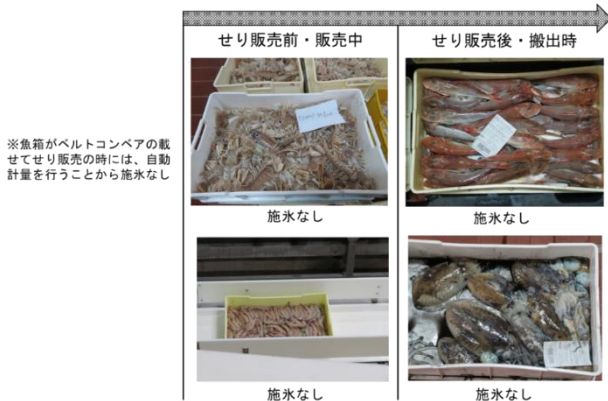 せり販売前・販売中
せり販売後・搬出時
※魚箱がベルトコンベアの載
せてせり販売の時には、自動
計量を行うことから施氷なし
施氷なし
施氷なし
施氷なし
施氷なし